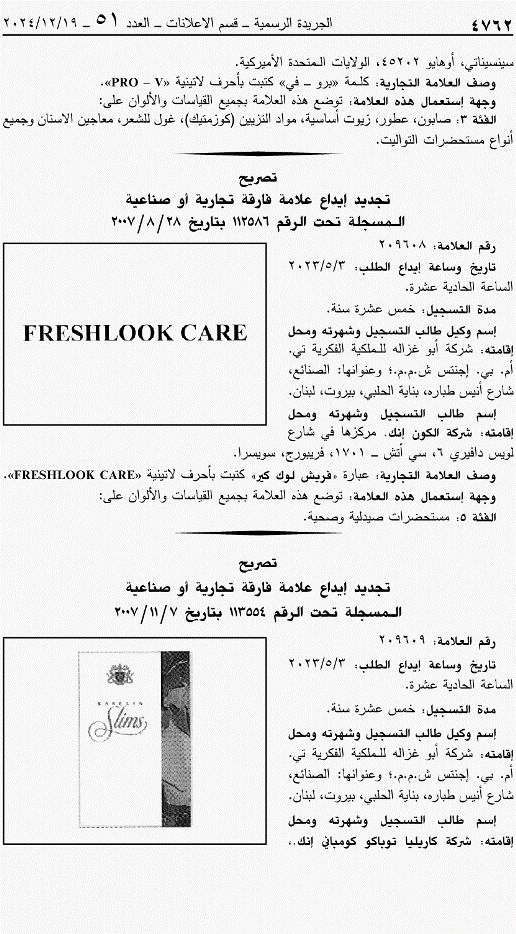 ٤٧٦٢ الجريدة الرسمية ــ قسم الاعلانات ــ العدد ٥١ ــ ٢٠٢٤/١٢/١٩
سينسيناتي، أوهايو ٤٥٢٠٢، الولايات المتحدة الأميركية.
وصف العلامة التجارية: كلمة «برو ــ في» كتبت بأحرف لاتينية «PRO – V».
وجهة إستعمال هذه العلامة: توضع هذه العلامة بجميع القياسات والألوان على:
الفئة ٣: صابون، عطور، زيوت أساسية، مواد التزيين (كوزمتيك)، غول للشعر، معاجين الاسنان وجميع
أنواع مستحضرات التواليت.
تصريح
تجديد إيداع علامة فارقة تجارية أو صناعية
المسجلة تحت الرقم ١١٢٥٨٦ بتاريخ ٢٠٠٧/٨/٢٨
رقم العلامة: ٢٠٩٦٠٨
تاريخ وساعة إيداع الطلب: ٢٠٢٣/٥/٣
الساعة الحادية عشرة.
مدة التسجيل: خمس عشرة سنة.
إسم وكيل طالب التسجيل وشهرته ومحل
إقامته: شركة أبو غزاله للملكية الفكرية تي.
أم. بي. إجنتس ش.م.م.؛ وعنوانها: الصنائع،
شارع أنيس طباره، بناية الحلبي، بيروت، لبنان.
إسم طالب التسجيل وشهرته ومحل
إقامته: شركة الكون إنك. مركزها في شارع
لويس دافيري ٦، سي أتش ــ ١٧٠١، فريبورج، سويسرا.
FRESHLOOK CARE
وصف العلامة التجارية: عبارة «فريش لوك كير» كتبت بأحرف لاتينية «FRESHLOOK CARE».
وجهة إستعمال هذه العلامة: توضع هذه العلامة بجميع القياسات والألوان على:
الفئة ٥: مستحضرات صيدلية وصحية.
تصريح
تجديد إيداع علامة فارقة تجارية أو صناعية
المسجلة تحت الرقم ١١٣٥٥٤ بتاريخ ٢٠٠٧/١١/٧
رقم العلامة: ٢٠٩٦٠٩
تاريخ وساعة إيداع الطلب: ٢٠٢٣/٥/٣
الساعة الحادية عشرة.
مدة التسجيل: خمس عشرة سنة.
إسم وكيل طالب التسجيل وشهرته ومحل
إقامته: شركة أبو غزاله للملكية الفكرية تي.
أم. بي. إجنتس ش.م.م.؛ وعنوانها: الصنائع،
شارع أنيس طباره، بناية الحلبي، بيروت، لبنان.
إسم طالب التسجيل وشهرته ومحل
إقامته: شركة كاريليا توباكو كومباني إنك.،
KARELIA
Slims